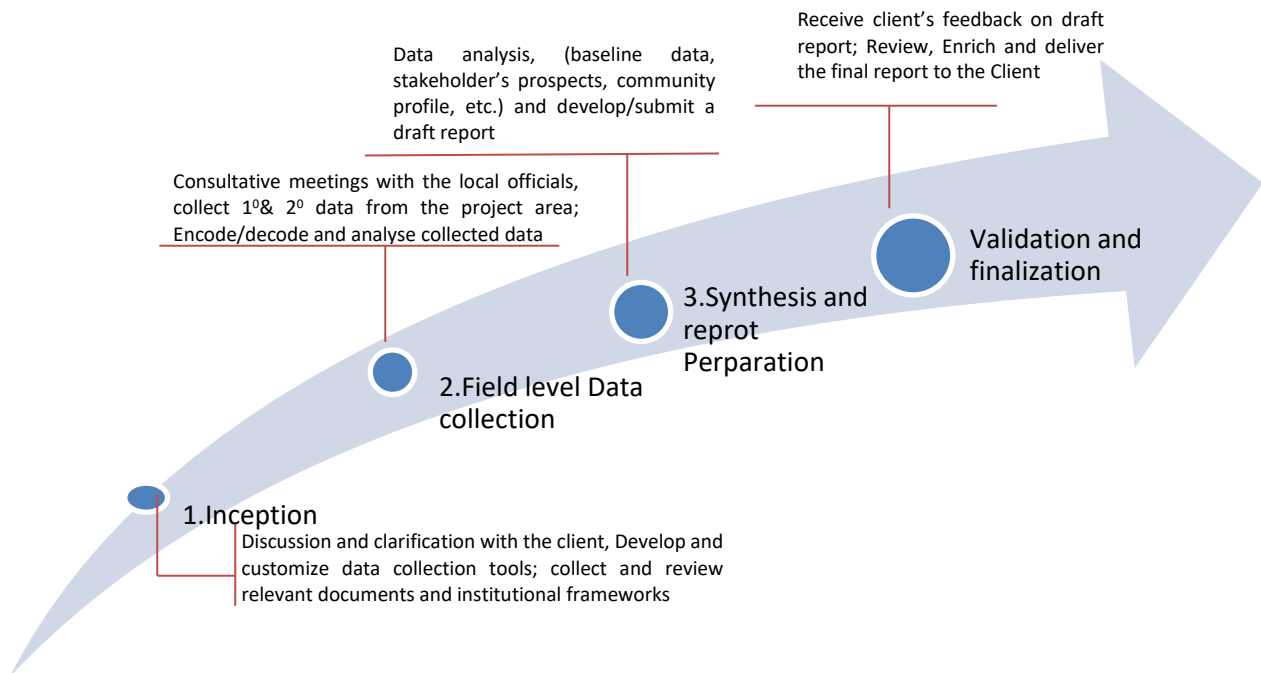 Receive client's feedback on draft
report; Review, Enrich and deliver
the final report to the Client
Data analysis, (baseline data,
stakeholder's prospects, community
profile, etc.) and develop/submit a
draft report
Consultative meetings with the local officials,
collect 1⁰& 2⁰ data from the project area;
Encode/decode and analyse collected data
Validation and
finalization
3.Synthesis and
reprot
Perparation
2.Field level Data
collection
1.Inception
Discussion and clarification with the client, Develop and
customize data collection tools; collect and review
relevant documents and institutional frameworks